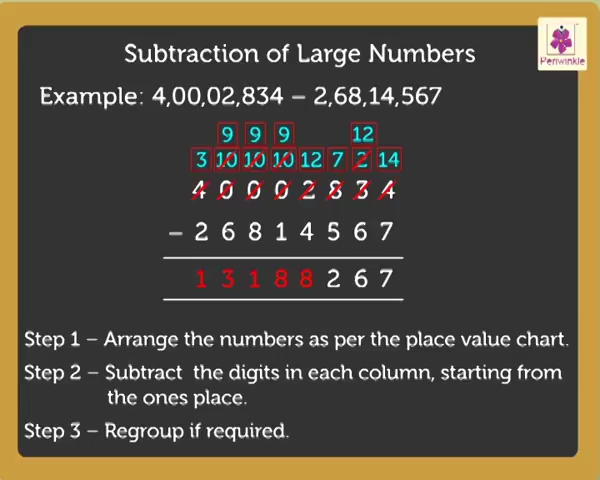 Subtraction of Large Numbers
Periwinkle
Example: 4,00,02,834 – 2,68,14,567
9 9 9 12
3 10 10 10 12 7 2 14
4 0 0 0 2 8 3 4
– 2 6 8 1 4 5 6 7
1 3 1 8 8 2 6 7
Step 1 – Arrange the numbers as per the place value chart.
Step 2 – Subtract the digits in each column, starting from
the ones place.
Step 3 – Regroup if required.